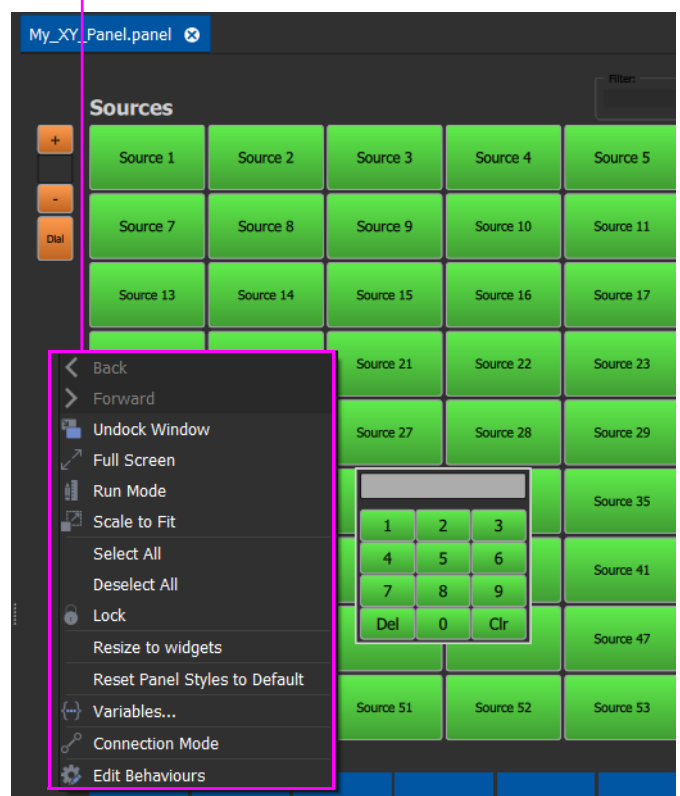 My_XY_Panel.panel
Filter:
Sources
+
Source 1 Source 2 Source 3 Source 4 Source 5
-
Dial
Source 7 Source 8 Source 9 Source 10 Source 11
Source 13 Source 14 Source 15 Source 16 Source 17
Source 21 Source 22 Source 23
Source 27 Source 28 Source 29
Source 35
Source 41
Source 47
Source 51 Source 52 Source 53
Back
Forward
Undock Window
Full Screen
Run Mode
Scale to Fit
Select All
Deselect All
Lock
Resize to widgets
Reset Panel Styles to Default
Variables...
Connection Mode
Edit Behaviours
1 2 3
4 5 6
7 8 9
Del 0 Clr